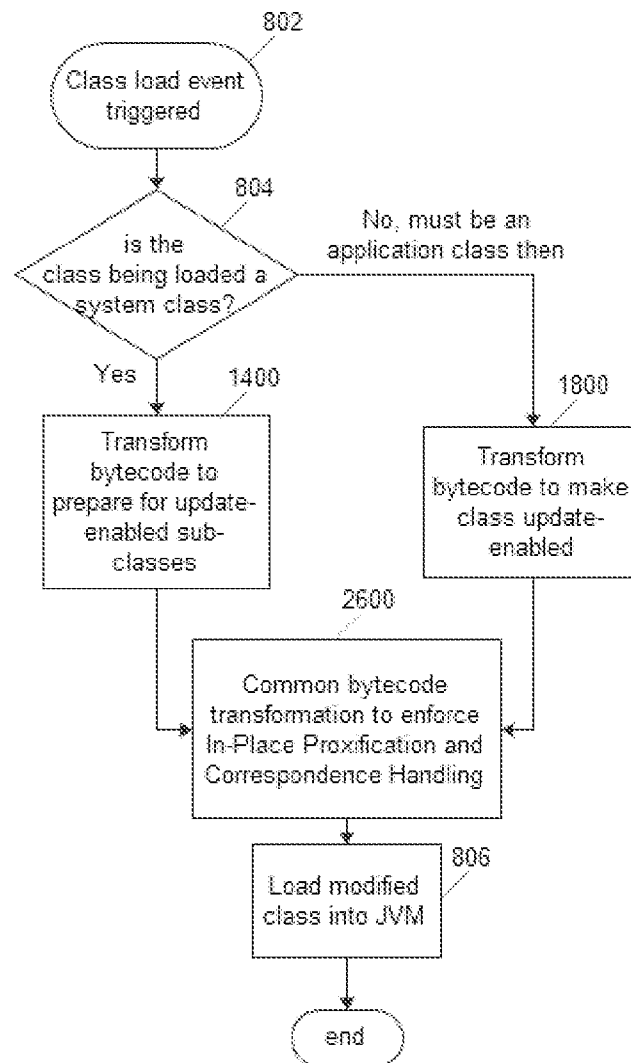 802
Class load event
triggered
804
is the
class being loaded a
system class?
No, must be an
application class then
Yes
1400
Transform
bytecode to
prepare for update-
enabled sub-
classes
1800
Transform
bytecode to make
class update-
enabled
2600
Common bytecode
transformation to enforce
In-Place Proxification and
Correspondence Handling
806
Load modified
class into JVM
end